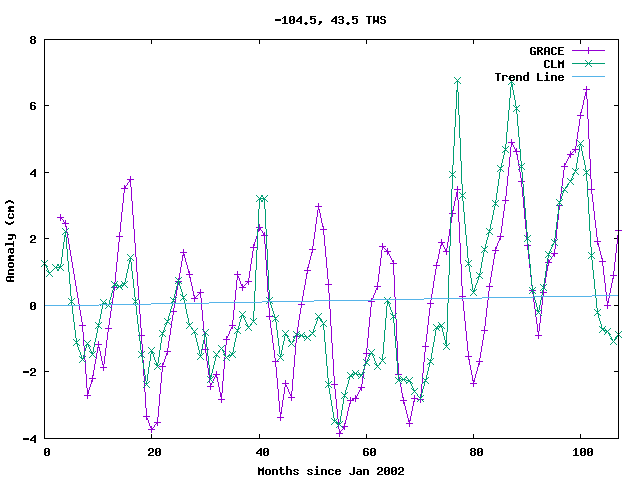 -104.5, 43.5 TWS
GRACE
CLM
Trend Line
Anomaly (cm)
8
6
4
2
0
-2
-4
0 20 40 60 80 100
Months since Jan 2002